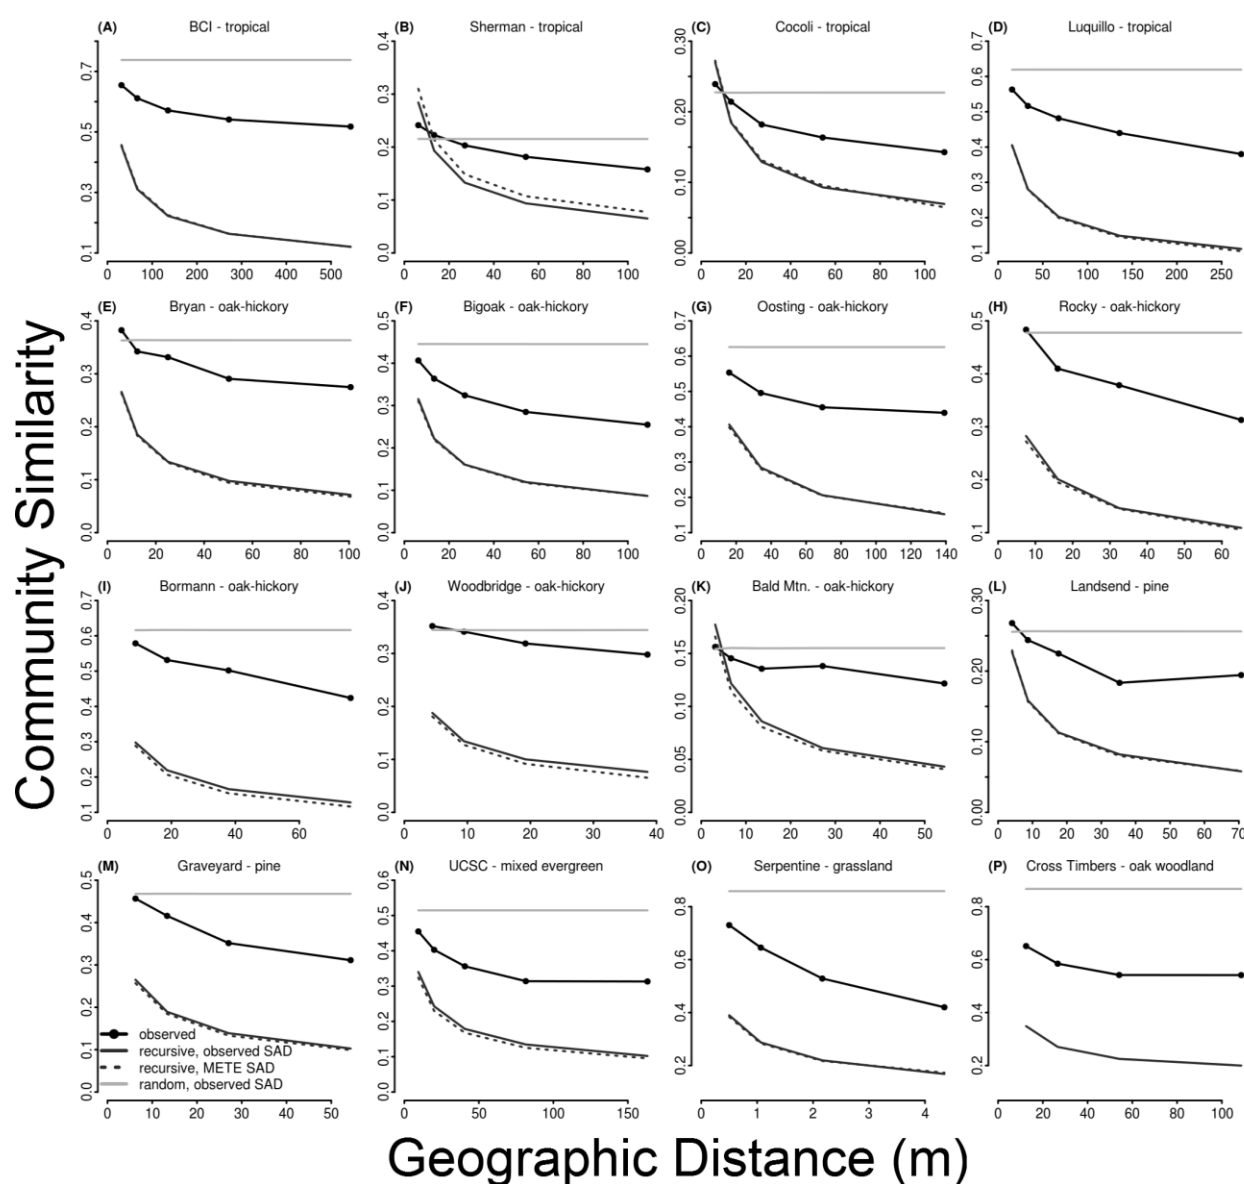 (A) BCI - tropical
0.1 0.3 0.5 0.7
0 100 200 300 400 500
(B) Sherman - tropical
0.0 0.1 0.2 0.3 0.4
0 20 40 60 80 100
(C) Cocoli - tropical
0.00 0.10 0.20 0.30
0 20 40 60 80 100
(D) Luquillo - tropical
0.1 0.2 0.3 0.4 0.5 0.6 0.7
0 50 100 150 200 250
(E) Bryan - oak-hickory
0.0 0.1 0.2 0.3 0.4
0 20 40 60 80 100
(F) Bigoak - oak-hickory
0.0 0.1 0.2 0.3 0.4 0.5
0 20 40 60 80 100
(G) Oosting - oak-hickory
0.1 0.2 0.3 0.4 0.5 0.6 0.7
0 20 40 60 80 100 120 140
(H) Rocky - oak-hickory
0.1 0.2 0.3 0.4 0.5
0 10 20 30 40 50 60
(I) Bormann - oak-hickory
0.1 0.2 0.3 0.4 0.5 0.6 0.7
0 20 40 60
(J) Woodbridge - oak-hickory
0.0 0.1 0.2 0.3 0.4
0 10 20 30 40
(K) Bald Mtn. - oak-hickory
0.00 0.05 0.10 0.15 0.20
0 10 20 30 40 50
(L) Landsend - pine
0.00 0.10 0.20 0.30
0 10 20 30 40 50 60 70
(M) Graveyard - pine
0.0 0.1 0.2 0.3 0.4 0.5
0 10 20 30 40 50
observed
recursive, observed SAD
recursive, METE SAD
random, observed SAD
(N) UCSC - mixed evergreen
0.0 0.1 0.2 0.3 0.4 0.5 0.6
0 50 100 150
(O) Serpentine - grassland
0.2 0.4 0.6 0.8
0 1 2 3 4
(P) Cross Timbers - oak woodland
0.2 0.4 0.6 0.8
0 20 40 60 80 100
Community Similarity
Geographic Distance (m)